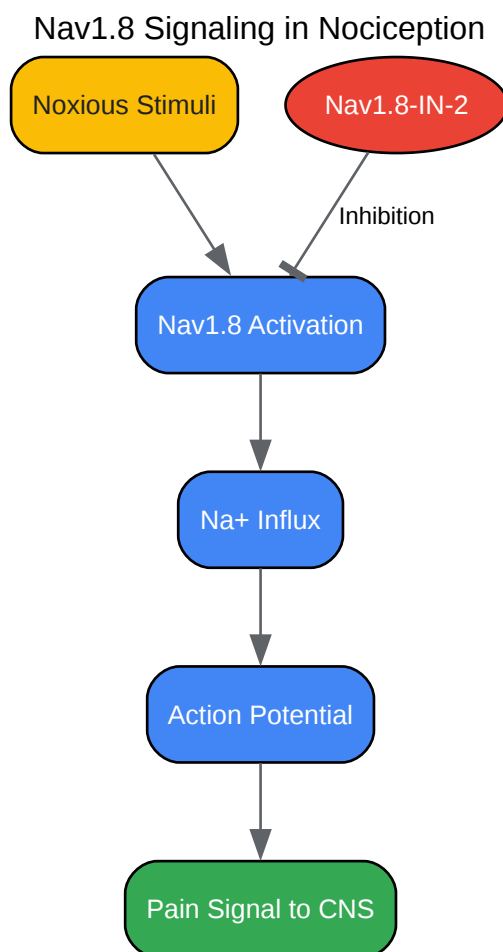 Nav1.8 Signaling in Nociception
Noxious Stimuli
Nav1.8-IN-2
Inhibition
Nav1.8 Activation
Na+ Influx
Action Potential
Pain Signal to CNS